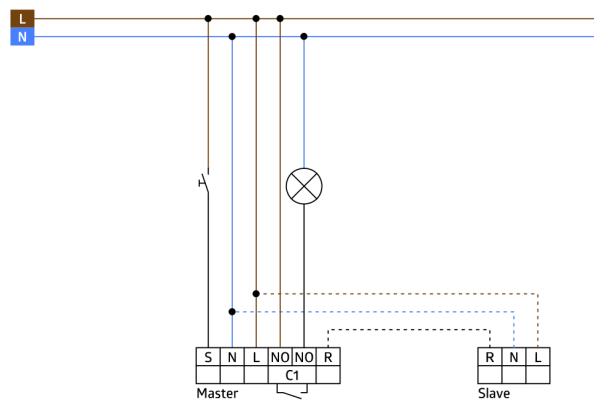 L
N
S N L NO NO R
C1
Master
R N L
Slave